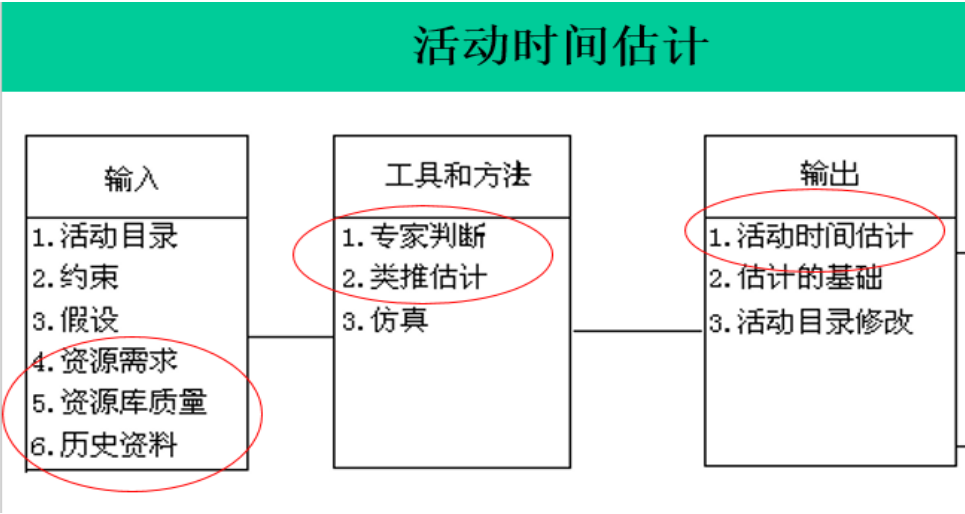 活动时间估计
输入
1.活动目录
2.约束
3.假设
4.资源需求
5.资源库质量
6.历史资料
工具和方法
1.专家判断
2.类推估计
3.仿真
输出
1.活动时间估计
2.估计的基础
3.活动目录修改